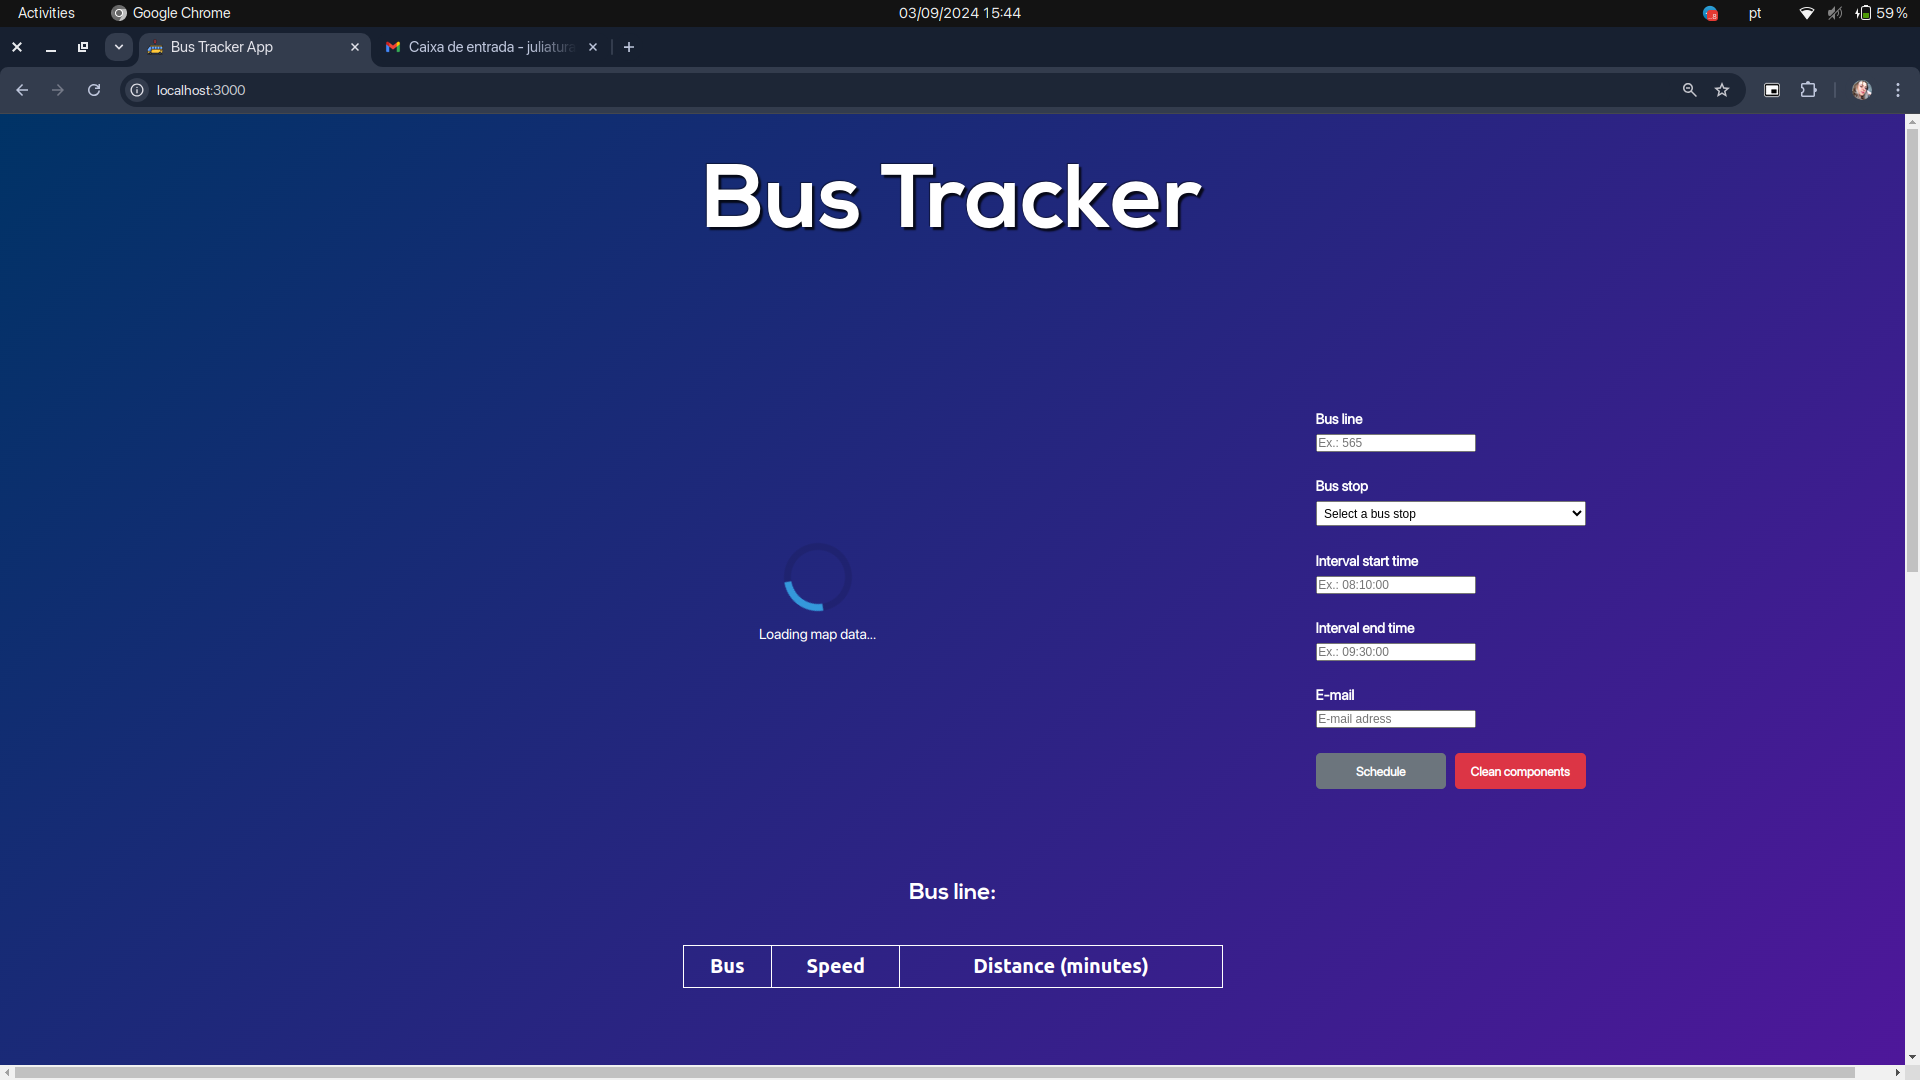 Activities
Google Chrome
03/09/2024 15:44
pt
59%
Bus Tracker App
Caixa de entrada - juliatura
localhost:3000
Bus Tracker
Bus line
Ex.: 565
Bus stop
Select a bus stop
Interval start time
Ex.: 08:10:00
Loading map data...
Interval end time
Ex.: 09:30:00
E-mail
E-mail adress
Schedule
Clean components
Bus line:
Bus
Speed
Distance (minutes)